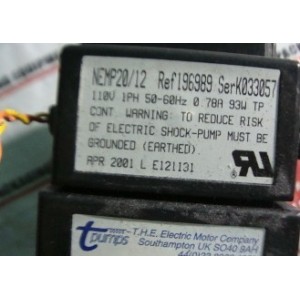 NEMP20/12 Ref196989 SerK033057
110V 1PH 50-60Hz 0 78A 93W TP
CONT. WARNING: TO REDUCE RISK
OF ELECTRIC SHOCK-PUMP MUST BE
GROUNDED (EARTHED)
APR 2001 L E121131
t pumps
T.H.E. Electric Motor Company
Southampton UK SO40 9AH